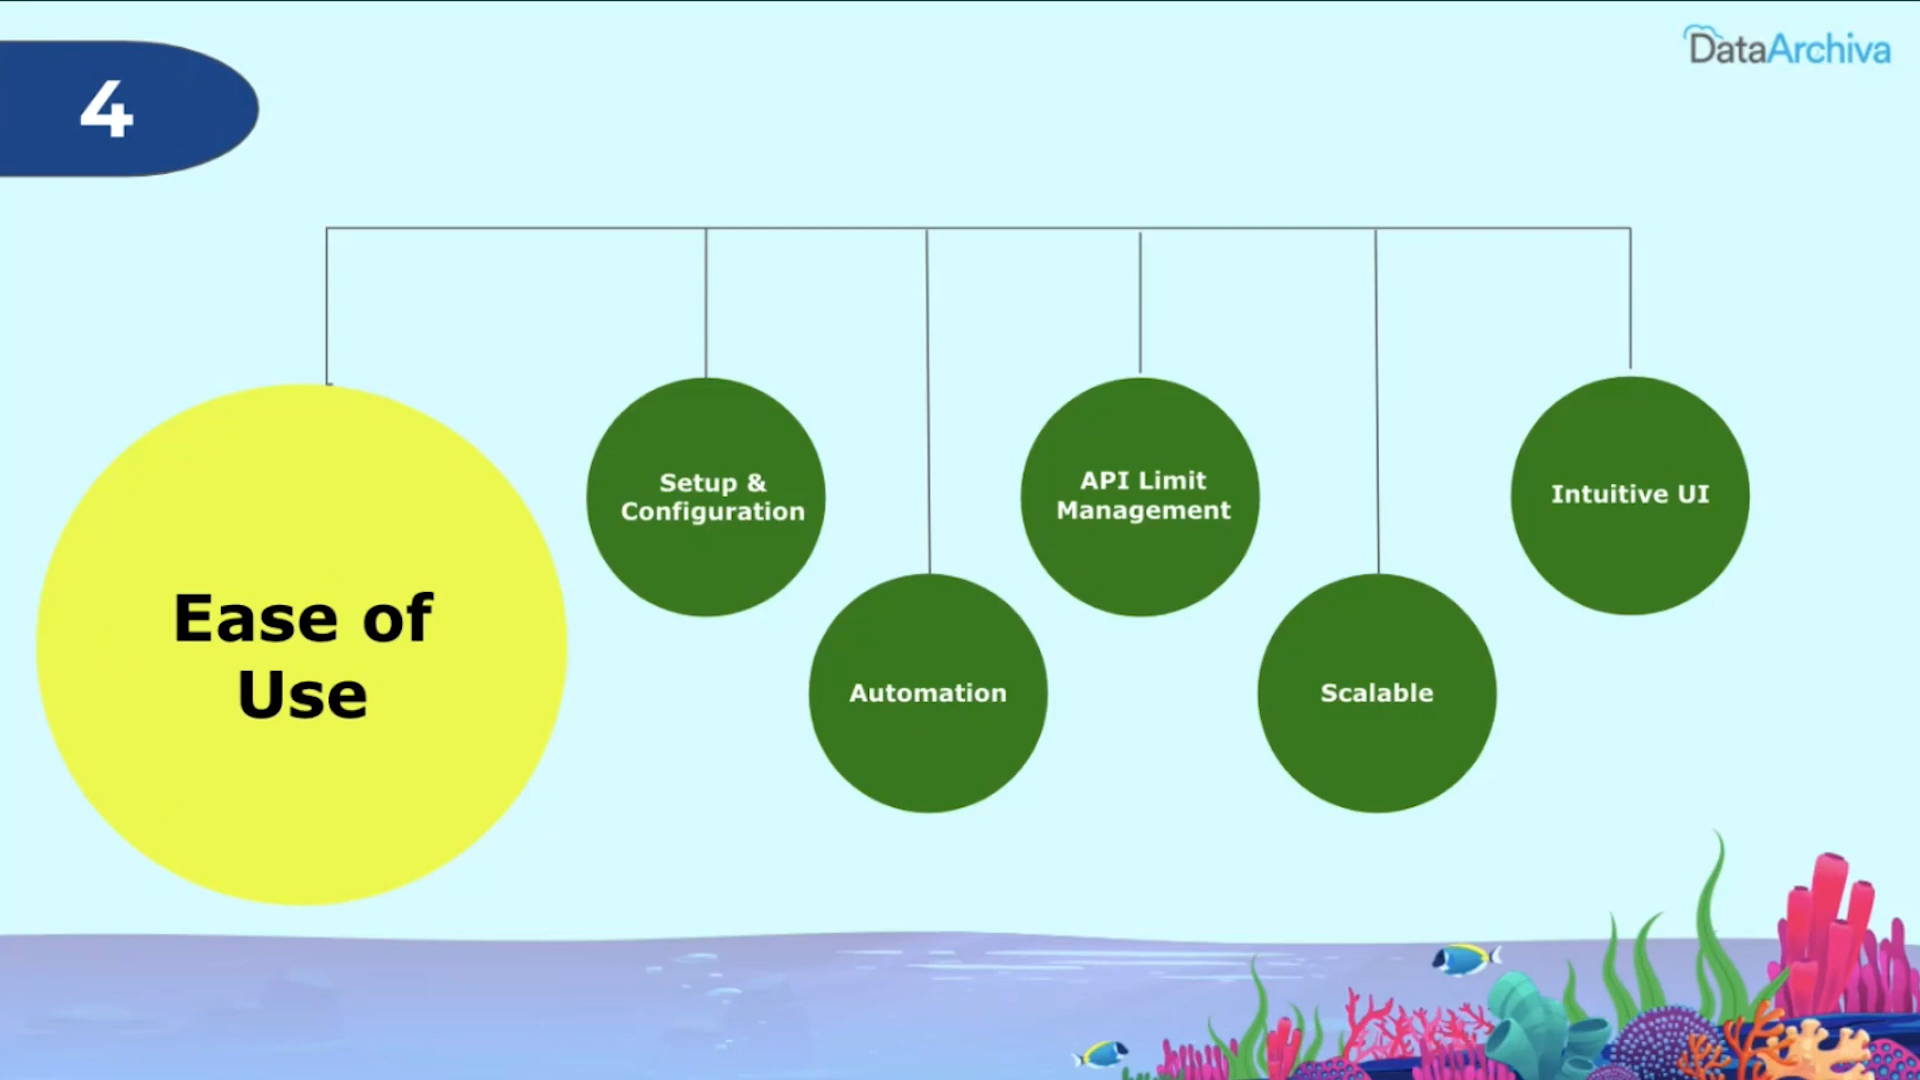 4
DataArchiva
Ease of
Use
Setup &
Configuration
Automation
API Limit
Management
Scalable
Intuitive UI